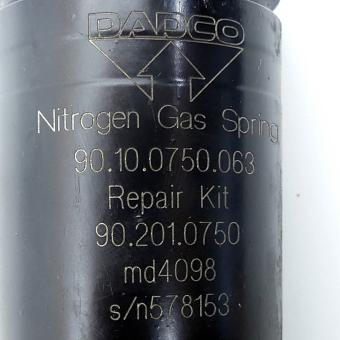 DADCO
Nitrogen Gas Spring
90.10.0750.063
Repair Kit
90.201.0750
md4098
s/n578153